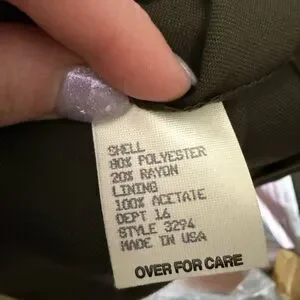 SHELL
80% POLYESTER
20% RAYON
LINING
100% ACETATE
DEPT 16
STYLE 3294
MADE IN USA
OVER FOR CARE